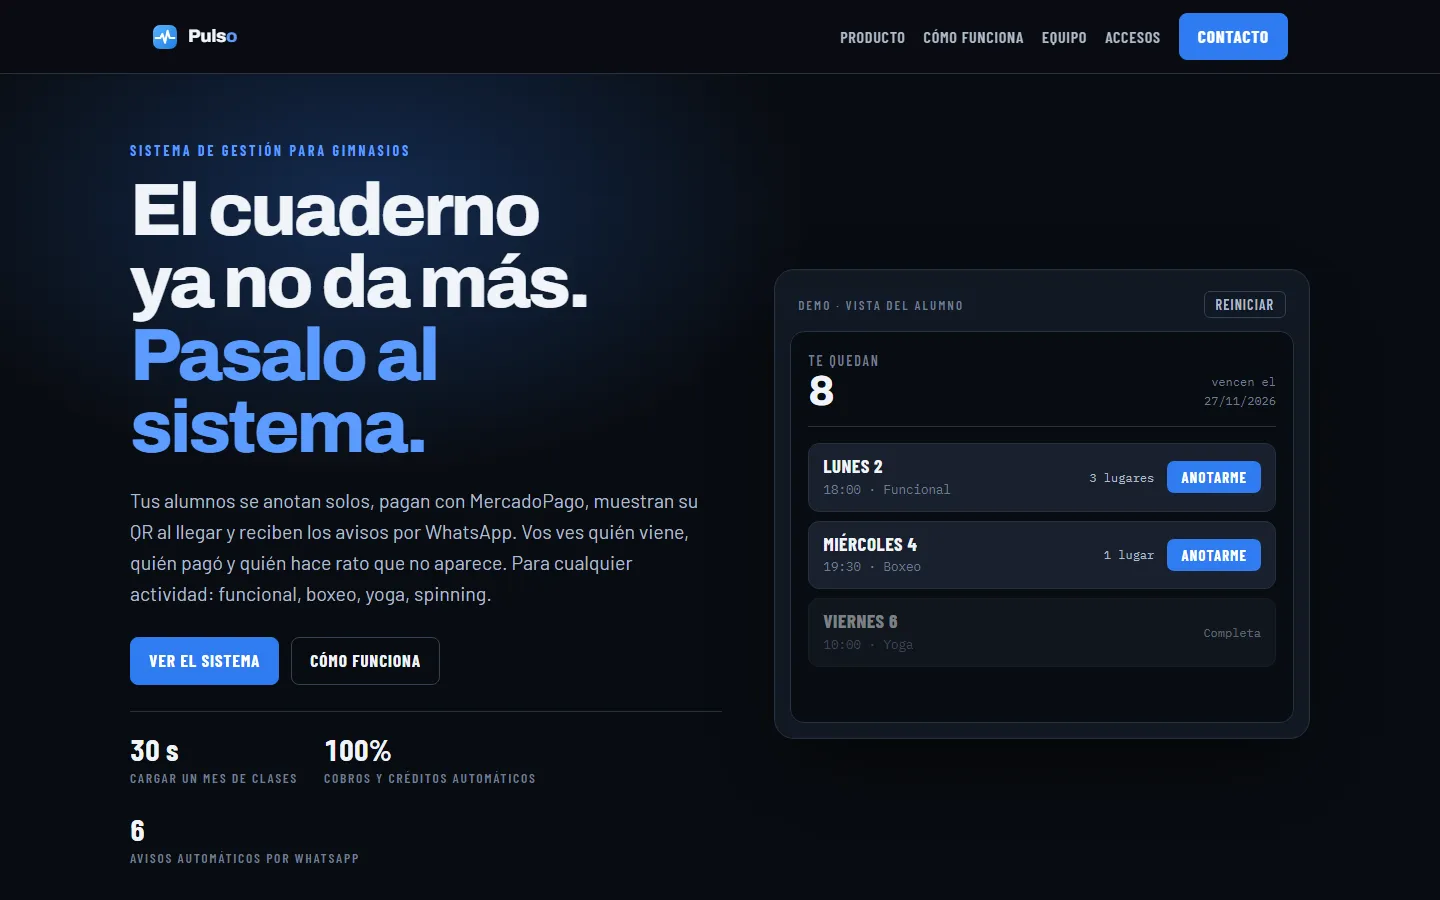 Pulso
PRODUCTO
CÓMO FUNCIONA
EQUIPO
ACCESOS
CONTACTO
SISTEMA DE GESTIÓN PARA GIMNASIOS
El cuaderno
ya no da más.
Pasalo al
sistema.
Tus alumnos se anotan solos, pagan con MercadoPago, muestran su
QR al llegar y reciben los avisos por WhatsApp. Vos ves quién viene,
quién pagó y quién hace rato que no aparece. Para cualquier
actividad: funcional, boxeo, yoga, spinning.
VER EL SISTEMA
CÓMO FUNCIONA
30 s
CARGAR UN MES DE CLASES
100%
COBROS Y CRÉDITOS AUTOMÁTICOS
6
AVISOS AUTOMÁTICOS POR WHATSAPP
DEMO · VISTA DEL ALUMNO
REINICIAR
TE QUEDAN
8
vencen el
27/11/2026
LUNES 2
18:00 · Funcional
3 lugares
ANOTARME
MIÉRCOLES 4
19:30 · Boxeo
1 lugar
ANOTARME
VIERNES 6
10:00 · Yoga
Completa